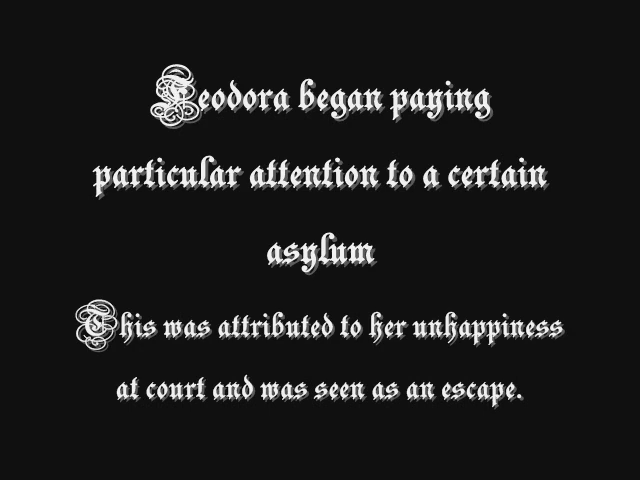 Feodora began paying
particular attention to a certain
asylum
This was attributed to her unhappiness
at court and was seen as an escape.